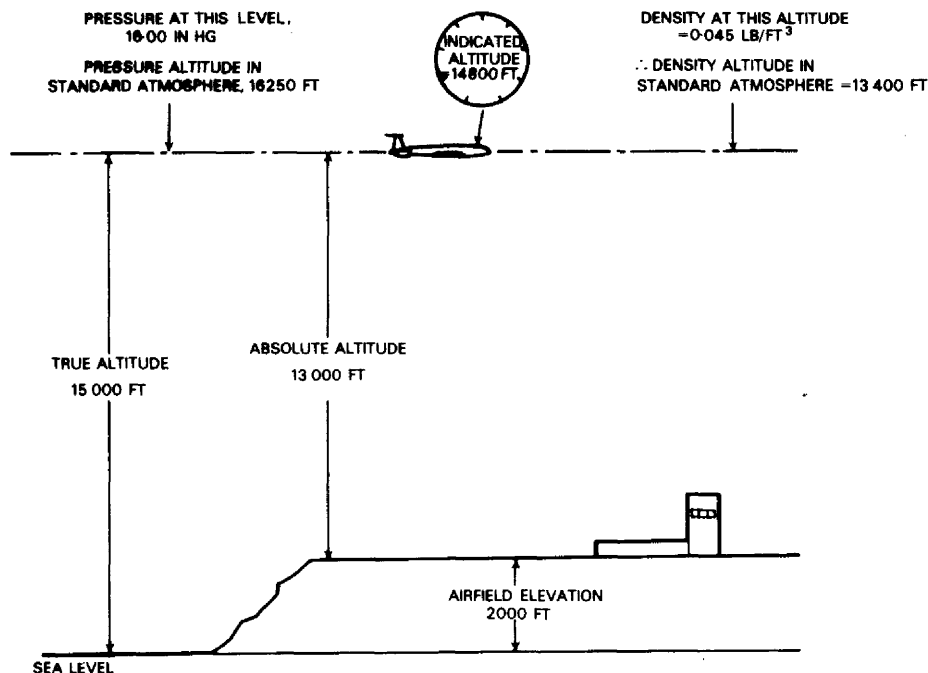 PRESSURE AT THIS LEVEL,
16·00 IN HG
PRESSURE ALTITUDE IN
STANDARD ATMOSPHERE, 16250 FT
INDICATED
ALTITUDE
14800 FT
DENSITY AT THIS ALTITUDE
=0·045 LB/FT³
∴ DENSITY ALTITUDE IN
STANDARD ATMOSPHERE =13 400 FT
TRUE ALTITUDE
15 000 FT
ABSOLUTE ALTITUDE
13 000 FT
AIRFIELD ELEVATION
2000 FT
SEA LEVEL